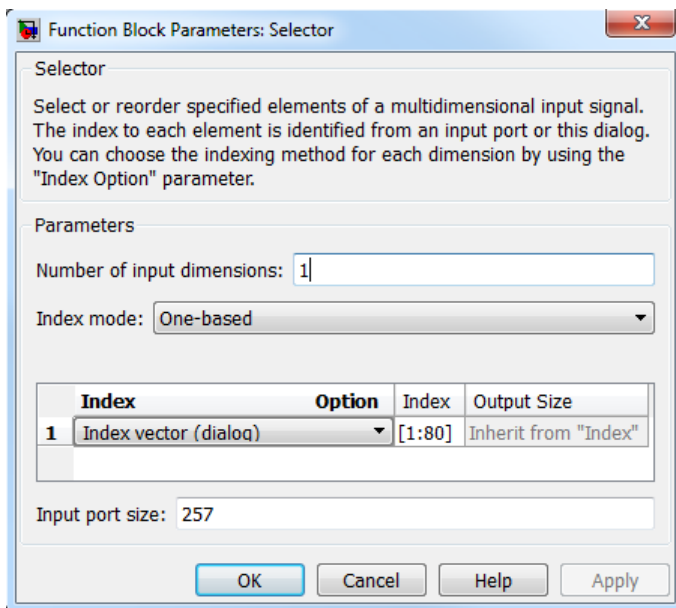 Function Block Parameters: Selector
Selector
Select or reorder specified elements of a multidimensional input signal.
The index to each element is identified from an input port or this dialog.
You can choose the indexing method for each dimension by using the
"Index Option" parameter.
Parameters
Number of input dimensions: 1
Index mode: One-based
Index Option Index Output Size
1 Index vector (dialog) [1:80] Inherit from "Index"
Input port size: 257
OK Cancel Help Apply